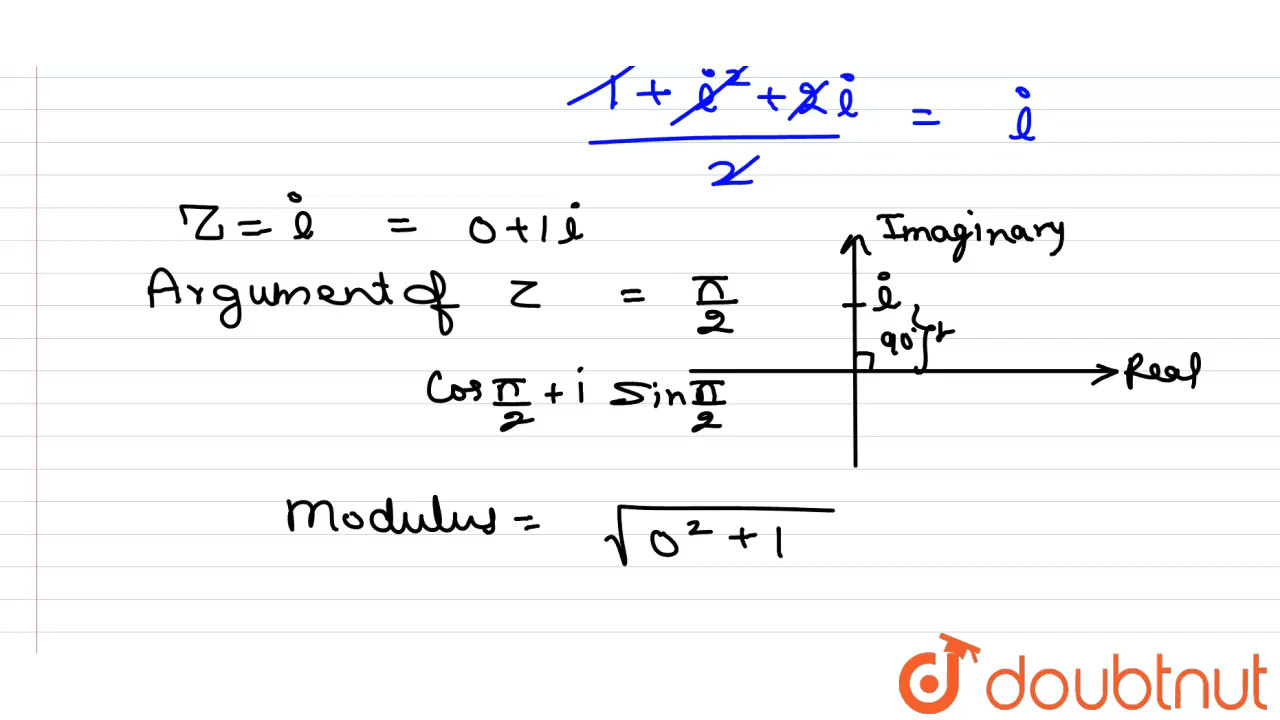 1 + i² + 2i = i
2
Z = i = 0 + 1i
Imaginary
Argument of Z = π/2
i
90°
r
Real
Cos π/2 + i Sin π/2
Modulus = √0² + 1
doubtnut